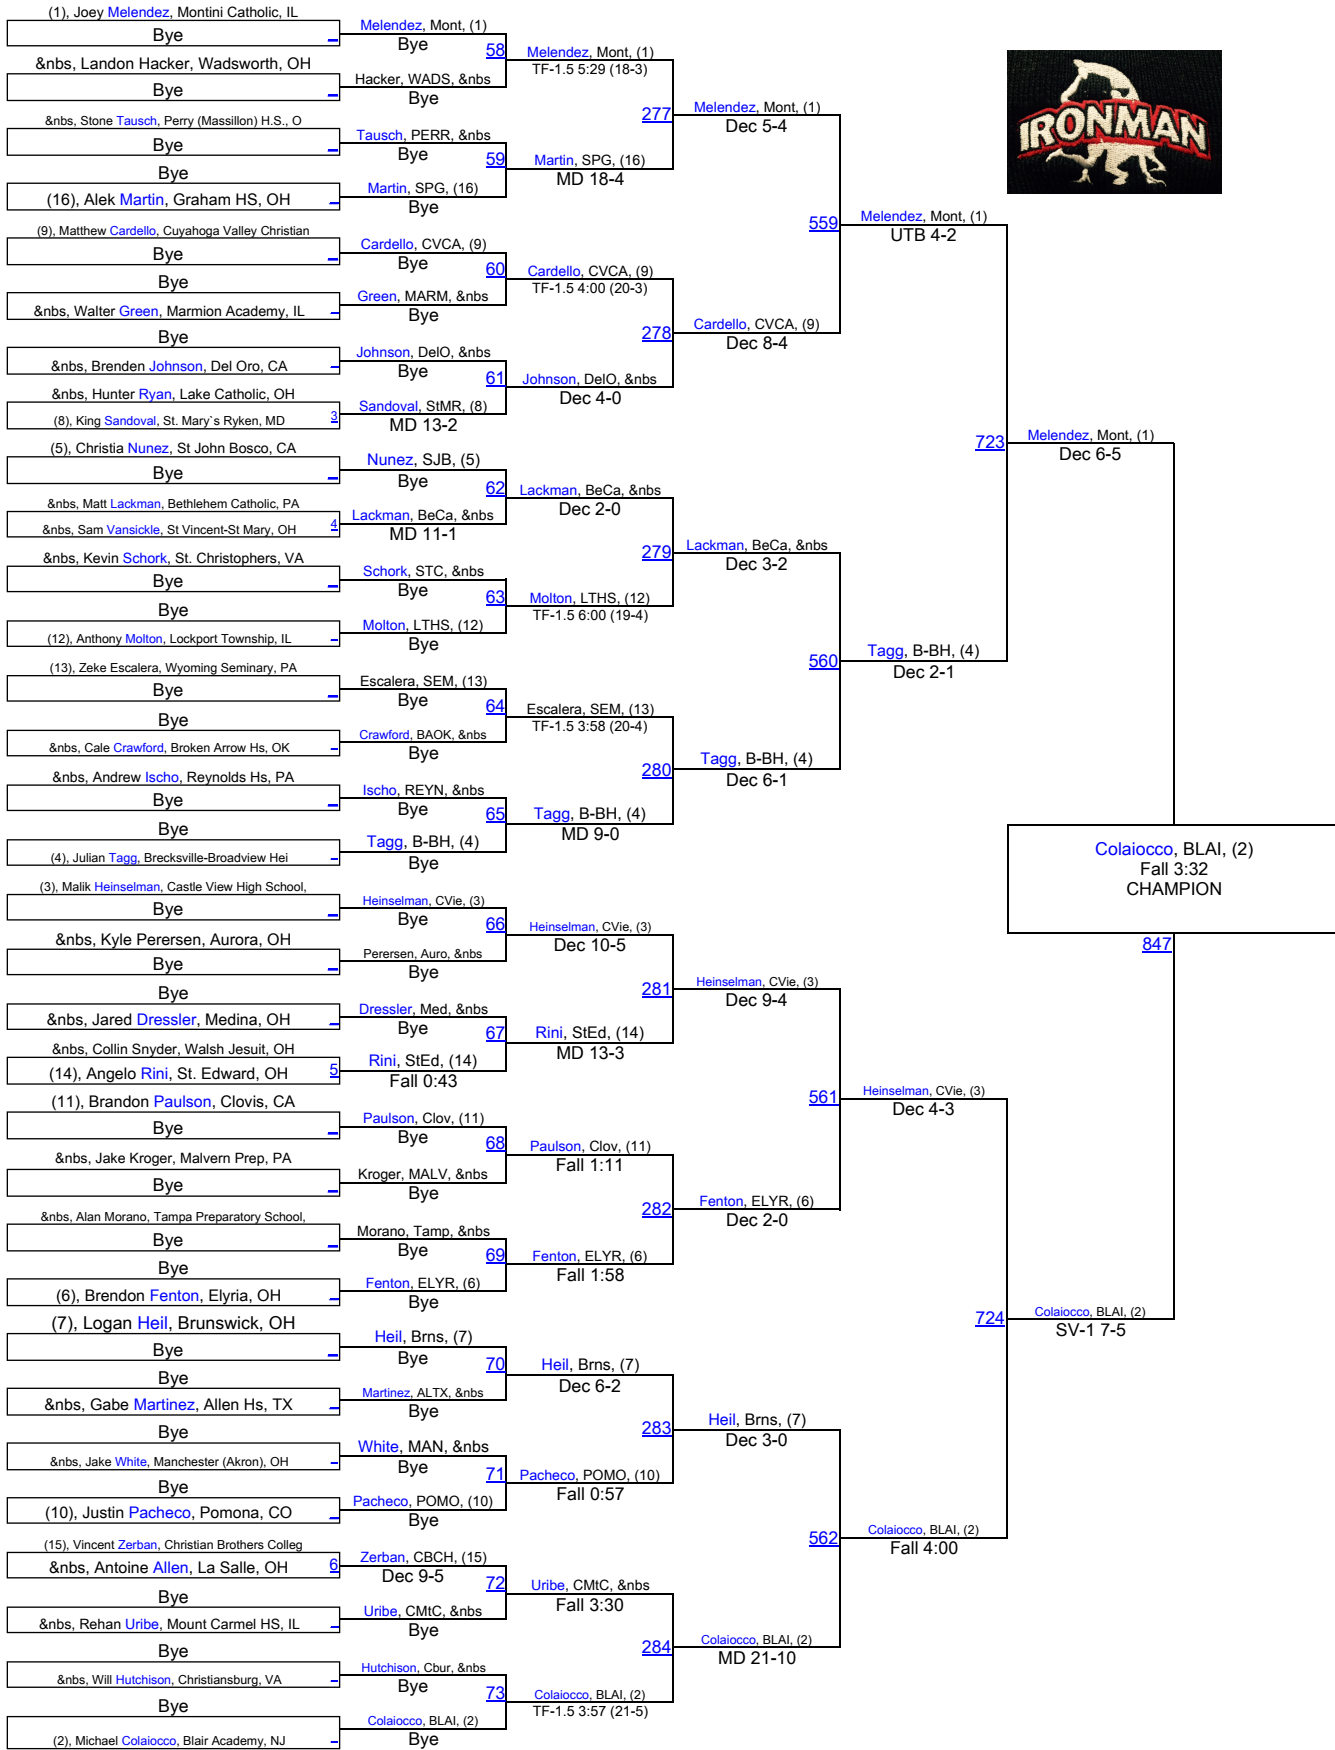 (1), Joey Melendez, Montini Catholic, IL
Bye
&nbs, Landon Hacker, Wadsworth, OH
Bye
&nbs, Stone Tausch, Perry (Massillon) H.S., O
Bye
Bye
(16), Alek Martin, Graham HS, OH
(9), Matthew Cardello, Cuyahoga Valley Christian
Bye
Bye
&nbs, Walter Green, Marmion Academy, IL
Bye
&nbs, Brenden Johnson, Del Oro, CA
&nbs, Hunter Ryan, Lake Catholic, OH
(8), King Sandoval, St. Mary`s Ryken, MD 3
(5), Christia Nunez, St John Bosco, CA
Bye
&nbs, Matt Lackman, Bethlehem Catholic, PA
&nbs, Sam Vansickle, St Vincent-St Mary, OH 4
&nbs, Kevin Schork, St. Christophers, VA
Bye
Bye
(12), Anthony Molton, Lockport Township, IL
(13), Zeke Escalera, Wyoming Seminary, PA
Bye
Bye
&nbs, Cale Crawford, Broken Arrow Hs, OK
&nbs, Andrew Ischo, Reynolds Hs, PA
Bye
Bye
(4), Julian Tagg, Brecksville-Broadview Hei
(3), Malik Heinselman, Castle View High School,
Bye
&nbs, Kyle Perersen, Aurora, OH
Bye
Bye
&nbs, Jared Dressler, Medina, OH
&nbs, Collin Snyder, Walsh Jesuit, OH
(14), Angelo Rini, St. Edward, OH 5
(11), Brandon Paulson, Clovis, CA
Bye
&nbs, Jake Kroger, Malvern Prep, PA
Bye
&nbs, Alan Morano, Tampa Preparatory School,
Bye
Bye
(6), Brendon Fenton, Elyria, OH
(7), Logan Heil, Brunswick, OH
Bye
Bye
&nbs, Gabe Martinez, Allen Hs, TX
Bye
&nbs, Jake White, Manchester (Akron), OH
Bye
(10), Justin Pacheco, Pomona, CO
(15), Vincent Zerban, Christian Brothers Colleg
&nbs, Antoine Allen, La Salle, OH 6
Bye
&nbs, Rehan Uribe, Mount Carmel HS, IL
Bye
&nbs, Will Hutchison, Christiansburg, VA
Bye
(2), Michael Colaiocco, Blair Academy, NJ
Melendez, Mont, (1)
Bye
58
Hacker, WADS, &nbs
Bye
Tausch, PERR, &nbs
Bye
59
Martin, SPG, (16)
Bye
Cardello, CVCA, (9)
Bye
60
Green, MARM, &nbs
Bye
Johnson, DelO, &nbs
Bye
61
Sandoval, StMR, (8)
MD 13-2
Nunez, SJB, (5)
Bye
62
Lackman, BeCa, &nbs
MD 11-1
Schork, STC, &nbs
Bye
63
Molton, LTHS, (12)
Bye
Escalera, SEM, (13)
Bye
64
Crawford, BAOK, &nbs
Bye
Ischo, REYN, &nbs
Bye
65
Tagg, B-BH, (4)
Bye
Heinselman, CVie, (3)
Bye
66
Perersen, Auro, &nbs
Bye
Dressler, Med, &nbs
Bye
67
Rini, StEd, (14)
Fall 0:43
Paulson, Clov, (11)
Bye
68
Kroger, MALV, &nbs
Bye
Morano, Tamp, &nbs
Bye
69
Fenton, ELYR, (6)
Bye
Heil, Brns, (7)
Bye
70
Martinez, ALTX, &nbs
Bye
White, MAN, &nbs
Bye
71
Pacheco, POMO, (10)
Bye
Zerban, CBCH, (15)
Dec 9-5
72
Uribe, CMtC, &nbs
Bye
Hutchison, Cbur, &nbs
Bye
73
Colaiocco, BLAI, (2)
Bye
Melendez, Mont, (1)
TF-1.5 5:29 (18-3)
277
Martin, SPG, (16)
MD 18-4
Cardello, CVCA, (9)
TF-1.5 4:00 (20-3)
278
Johnson, DelO, &nbs
Dec 4-0
Lackman, BeCa, &nbs
Dec 2-0
279
Molton, LTHS, (12)
TF-1.5 6:00 (19-4)
Escalera, SEM, (13)
TF-1.5 3:58 (20-4)
280
Tagg, B-BH, (4)
MD 9-0
Heinselman, CVie, (3)
Dec 10-5
281
Rini, StEd, (14)
MD 13-3
Paulson, Clov, (11)
Fall 1:11
282
Fenton, ELYR, (6)
Fall 1:58
Heil, Brns, (7)
Dec 6-2
283
Pacheco, POMO, (10)
Fall 0:57
Uribe, CMtC, &nbs
Fall 3:30
284
Colaiocco, BLAI, (2)
TF-1.5 3:57 (21-5)
Melendez, Mont, (1)
Dec 5-4
559
Cardello, CVCA, (9)
Dec 8-4
Lackman, BeCa, &nbs
Dec 3-2
560
Tagg, B-BH, (4)
Dec 6-1
Heinselman, CVie, (3)
Dec 9-4
561
Fenton, ELYR, (6)
Dec 2-0
Heil, Brns, (7)
Dec 3-0
562
Colaiocco, BLAI, (2)
MD 21-10
Melendez, Mont, (1)
UTB 4-2
723
Tagg, B-BH, (4)
Dec 2-1
Heinselman, CVie, (3)
Dec 4-3
724
Colaiocco, BLAI, (2)
Fall 4:00
IRONMAN
Melendez, Mont, (1)
Dec 6-5
Colaiocco, BLAI, (2)
Fall 3:32
CHAMPION
847
Colaiocco, BLAI, (2)
SV-1 7-5